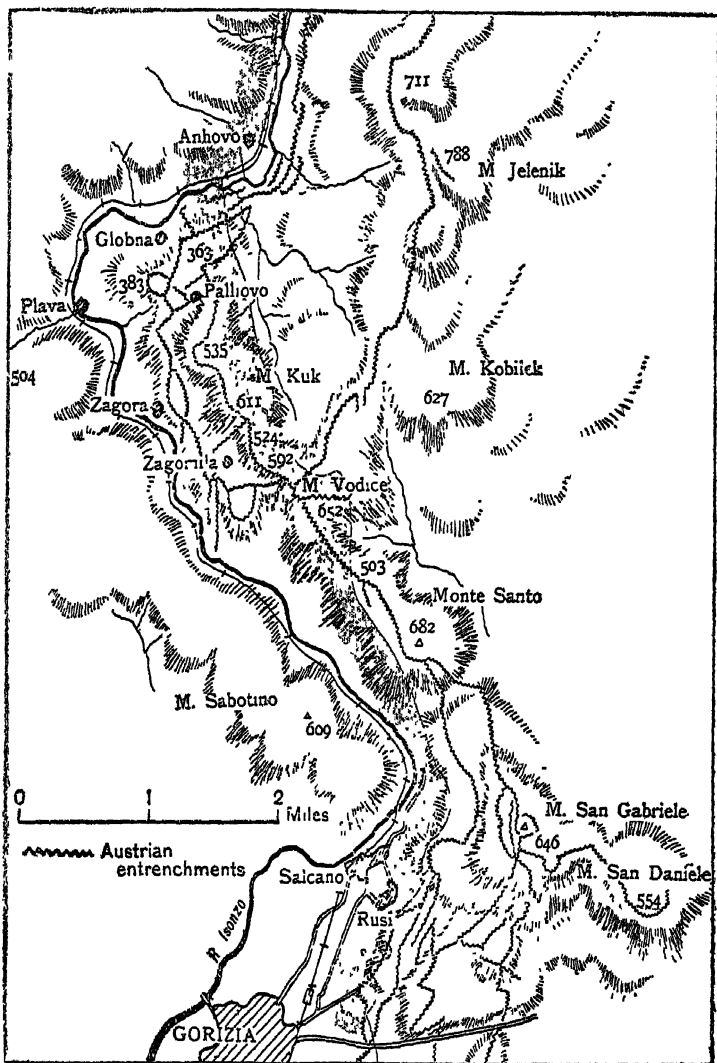 711
Anhovo
788
M Jelenik
Globna
363
383
Palliovo
Plava
535
M. Kuk
M. Kobilek
504
611
627
Zagora
524
592
Zagomila
M Vodice
652
503
Monte Santo
682
M. Sabotino
609
0 1 2
Miles
M. San Gabriele
646
Austrian
entrenchments
M. San Daniele
Salcano
554
Rusi
R Isonzo
GORIZIA